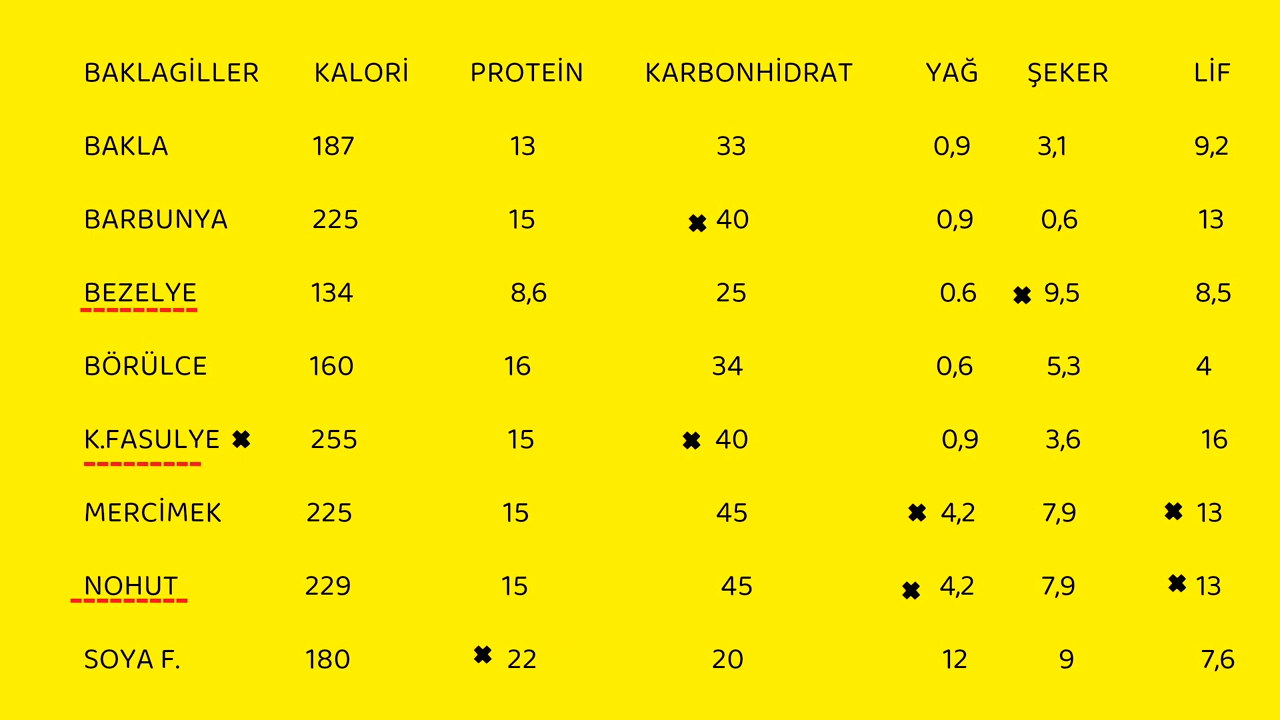 BAKLAGİLLER KALORİ PROTEİN KARBONHİDRAT YAĞ ŞEKER LİF
BAKLA 187 13 33 0,9 3,1 9,2
BARBUNYA 225 15 ✖ 40 0,9 0,6 13
BEZELYE 134 8,6 25 0.6 ✖ 9,5 8,5
BÖRÜLCE 160 16 34 0,6 5,3 4
K.FASULYE ✖ 255 15 ✖ 40 0,9 3,6 16
MERCİMEK 225 15 45 ✖ 4,2 7,9 ✖ 13
NOHUT 229 15 45 ✖ 4,2 7,9 ✖ 13
SOYA F. 180 ✖ 22 20 12 9 7,6